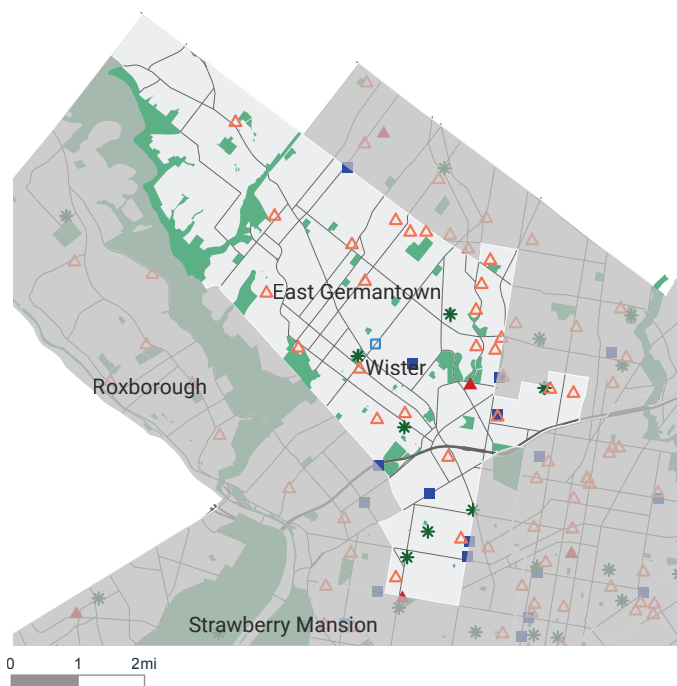 East Germantown
Wister
Roxborough
Strawberry Mansion
0 1 2mi